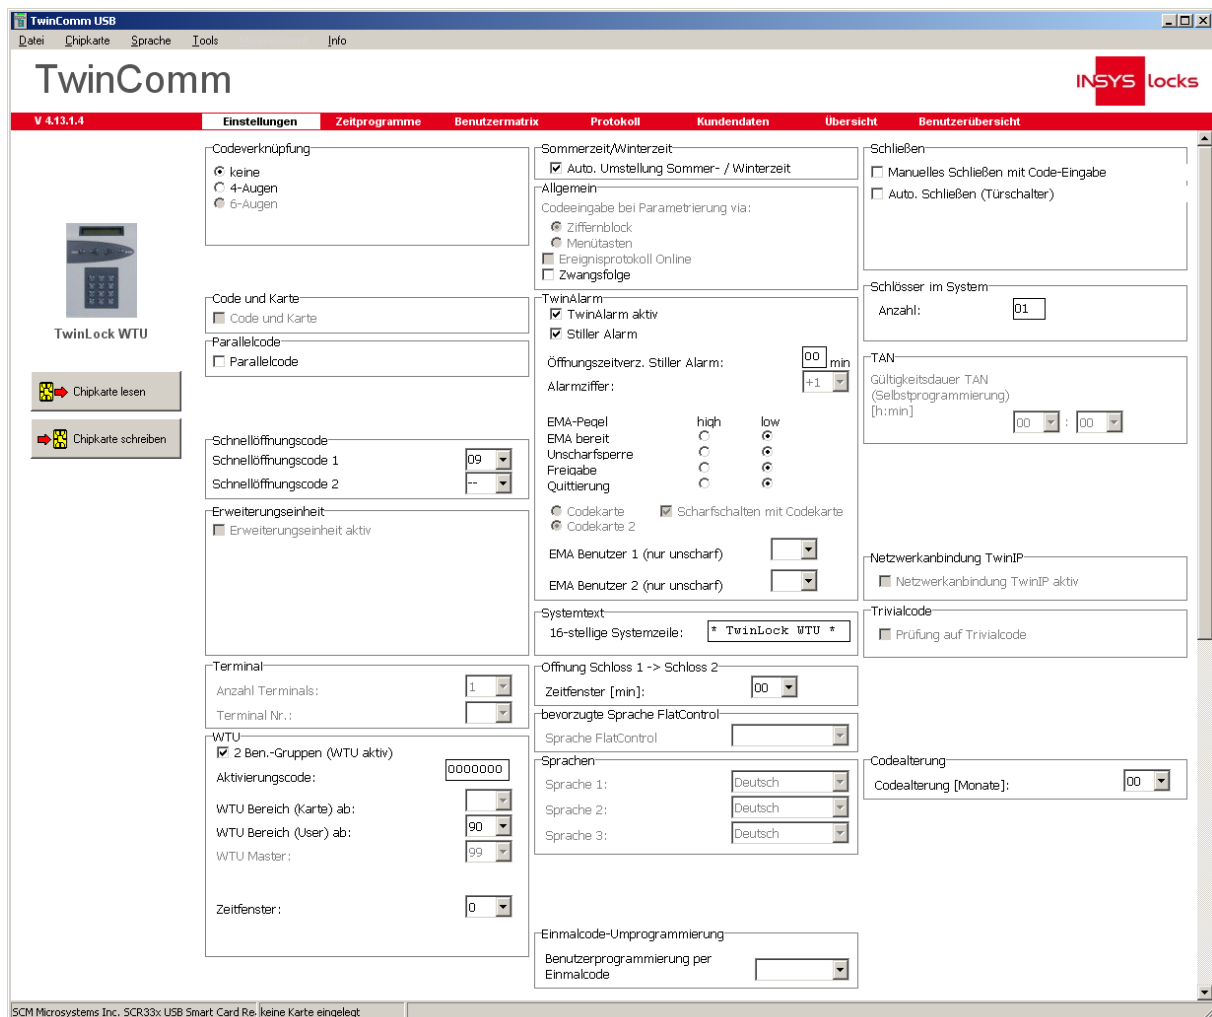 TwinComm USB
Datei Chipkarte Sprache Tools Info
TwinComm
INSYS locks
V 4.13.1.4 Einstellungen Zeitprogramme Benutzermatrix Protokoll Kundendaten Übersicht Benutzerübersicht
TwinLock WTU
Chipkarte lesen
Chipkarte schreiben
Codeverknüpfung
keine
4-Augen
6-Augen
Code und Karte
Code und Karte
Parallelcode
Parallelcode
Schnellöffnungscode
Schnellöffnungscode 1 09
Schnellöffnungscode 2 --
Erweiterungseinheit
Erweiterungseinheit aktiv
Terminal
Anzahl Terminals: 1
Terminal Nr.:
WTU
2 Ben.-Gruppen (WTU aktiv)
Aktivierungscode: 0000000
WTU Bereich (Karte) ab:
WTU Bereich (User) ab: 90
WTU Master: 99
Zeitfenster: 0
Sommerzeit/Winterzeit
Auto. Umstellung Sommer- / Winterzeit
Allgemein
Codeeingabe bei Parametrierung via:
Ziffernblock
Menütasten
Ereignisprotokoll Online
Zwangsfolge
TwinAlarm
TwinAlarm aktiv
Stiller Alarm
Öffnungszeitverz. Stiller Alarm: 00 min
Alarmziffer: +1
EMA-Pegel high low
EMA bereit
Unscharfsperre
Freigabe
Quittierung
Codekarte Scharfschalten mit Codekarte
Codekarte 2
EMA Benutzer 1 (nur unscharf)
EMA Benutzer 2 (nur unscharf)
Systemtext
16-stellige Systemzeile: * TwinLock WTU *
Öffnung Schloss 1 -> Schloss 2
Zeitfenster [min]: 00
bevorzugte Sprache FlatControl
Sprache FlatControl
Sprachen
Sprache 1: Deutsch
Sprache 2: Deutsch
Sprache 3: Deutsch
Einmalcode-Umprogrammierung
Benutzerprogrammierung per
Einmalcode
Schließen
Manuelles Schließen mit Code-Eingabe
Auto. Schließen (Türschalter)
Schlösser im System
Anzahl: 01
TAN
Gültigkeitsdauer TAN
(Selbstprogrammierung)
[h:min]
00 : 00
Netzwerkanbindung TwinIP
Netzwerkanbindung TwinIP aktiv
Trivialcode
Prüfung auf Trivialcode
Codealterung
Codealterung [Monate]: 00
SCM Microsystems Inc. SCR33x USB Smart Card Re keine Karte eingelegt